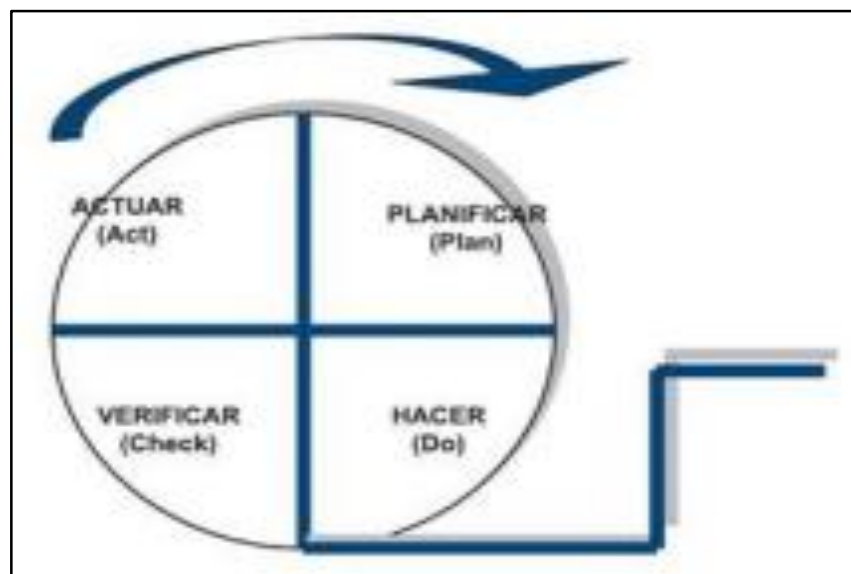 ACTUAR
(Act)
PLANIFICAR
(Plan)
VERIFICAR
(Check)
HACER
(Do)